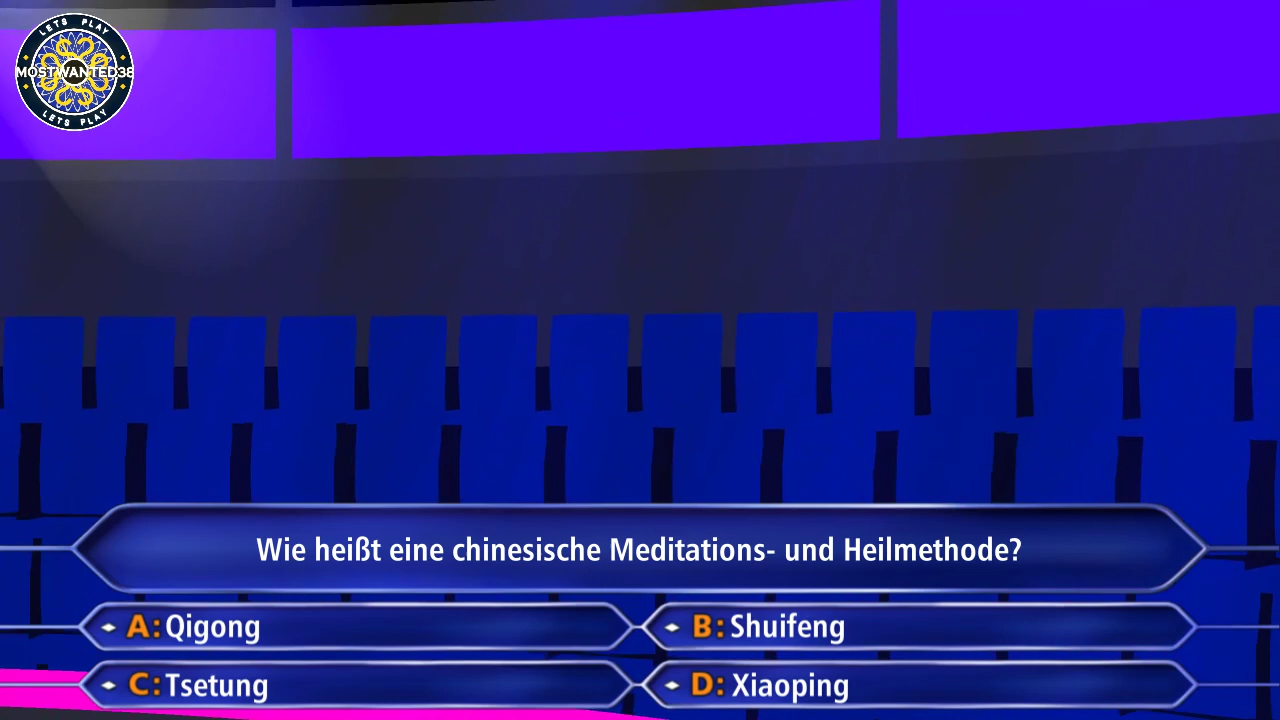 LETS PLAY
MOSTWANTED38
LETS PLAY
Wie heißt eine chinesische Meditations- und Heilmethode?
A: Qigong
B: Shuifeng
C: Tsetung
D: Xiaoping